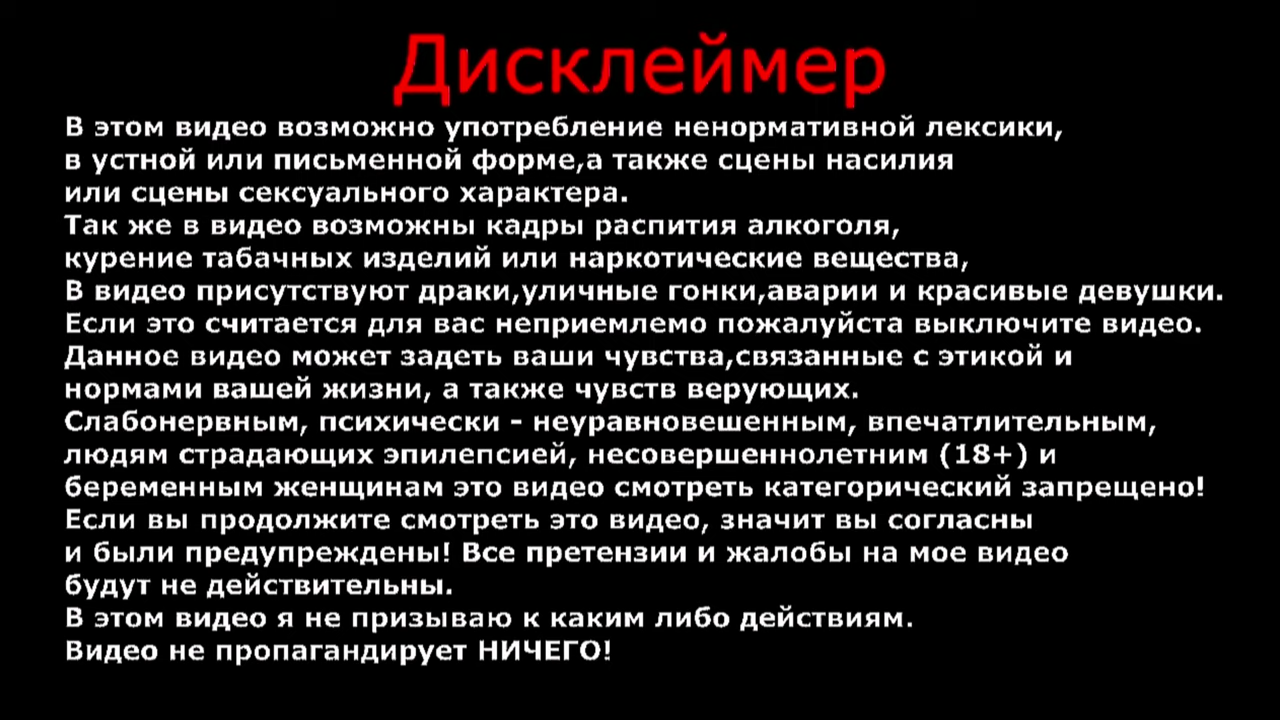 Дисклеймер
В этом видео возможно употребление ненормативной лексики,
в устной или письменной форме,а также сцены насилия
или сцены сексуального характера.
Так же в видео возможны кадры распития алкоголя,
курение табачных изделий или наркотические вещества,
В видео присутствуют драки,уличные гонки,аварии и красивые девушки.
Если это считается для вас неприемлемо пожалуйста выключите видео.
Данное видео может задеть ваши чувства,связанные с этикой и
нормами вашей жизни, а также чувств верующих.
Слабонервным, психически - неуравновешенным, впечатлительным,
людям страдающих эпилепсией, несовершеннолетним (18+) и
беременным женщинам это видео смотреть категорический запрещено!
Если вы продолжите смотреть это видео, значит вы согласны
и были предупреждены! Все претензии и жалобы на мое видео
будут не действительны.
В этом видео я не призываю к каким либо действиям.
Видео не пропагандирует НИЧЕГО!